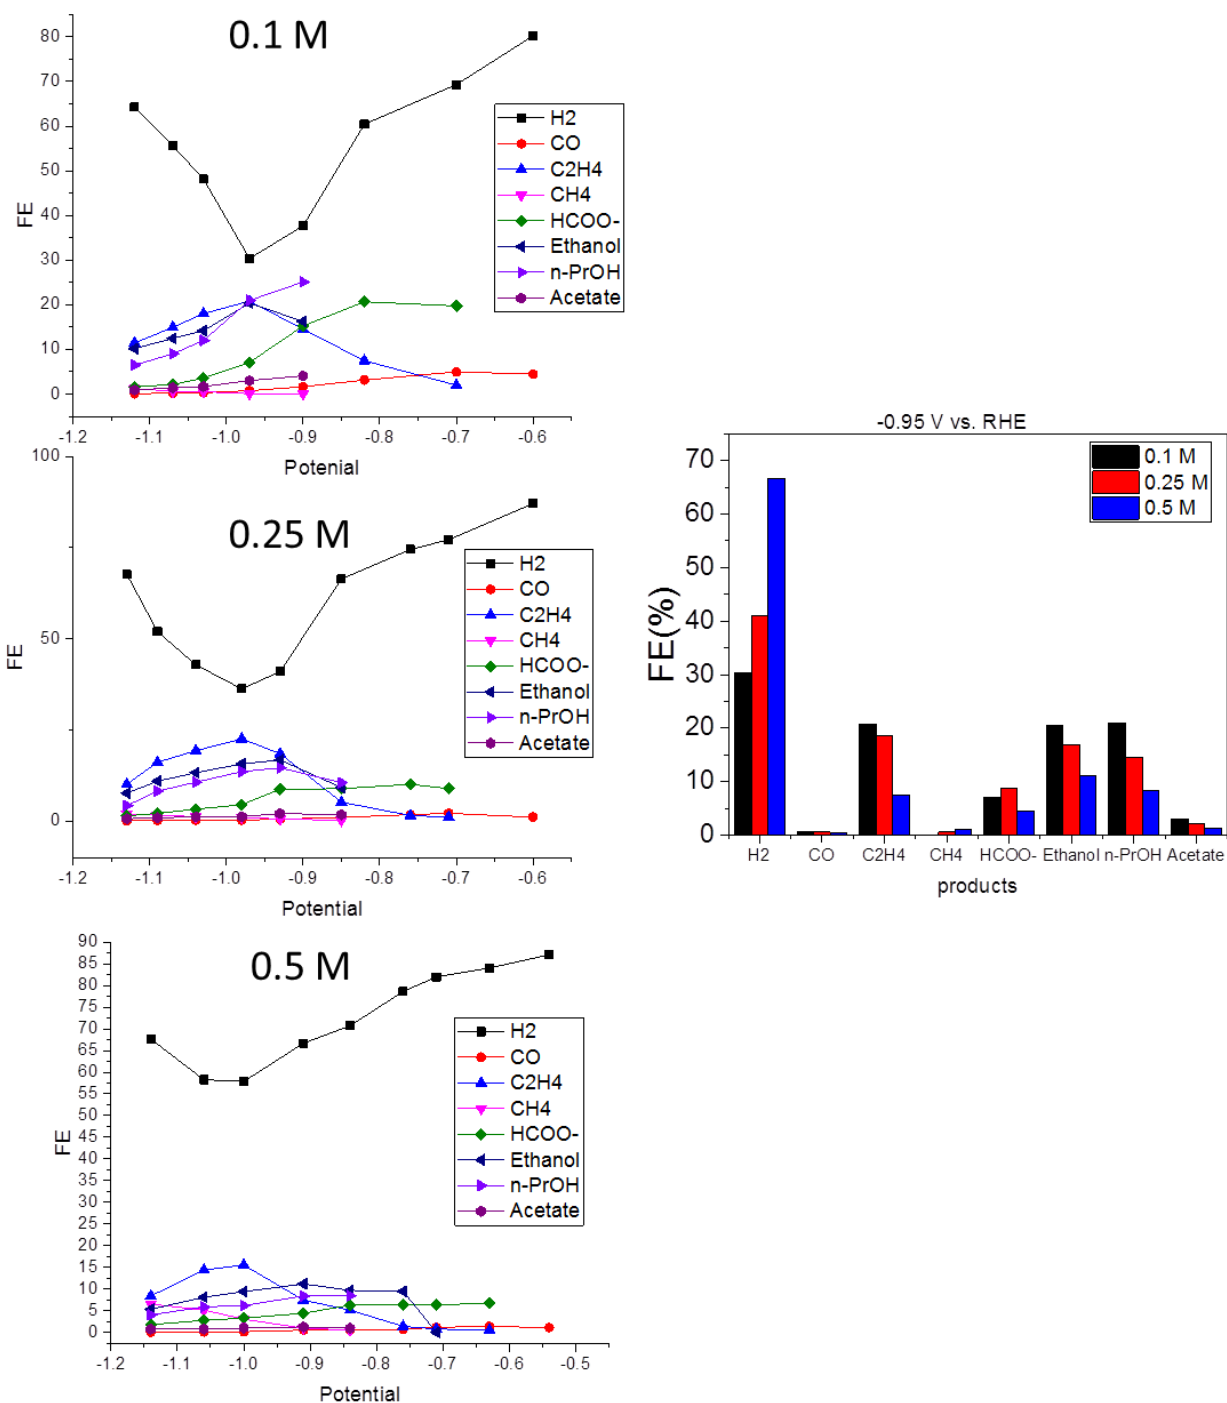 0.1 M
80
70
60
50
40
30
20
10
0
FE
H2
CO
C2H4
CH4
HCOO-
Ethanol
n-PrOH
Acetate
-1.2 -1.1 -1.0 -0.9 -0.8 -0.7 -0.6
Potenial
0.25 M
100
50
0
FE
H2
CO
C2H4
CH4
HCOO-
Ethanol
n-PrOH
Acetate
-1.2 -1.1 -1.0 -0.9 -0.8 -0.7 -0.6
Potential
0.5 M
90
85
80
75
70
65
60
55
50
45
40
35
30
25
20
15
10
5
0
FE
H2
CO
C2H4
CH4
HCOO-
Ethanol
n-PrOH
Acetate
-1.2 -1.1 -1.0 -0.9 -0.8 -0.7 -0.6 -0.5
Potential
-0.95 V vs. RHE
70
60
50
40
30
20
10
0
FE(%)
0.1 M
0.25 M
0.5 M
H2 CO C2H4 CH4 HCOO- Ethanol n-PrOH Acetate
products